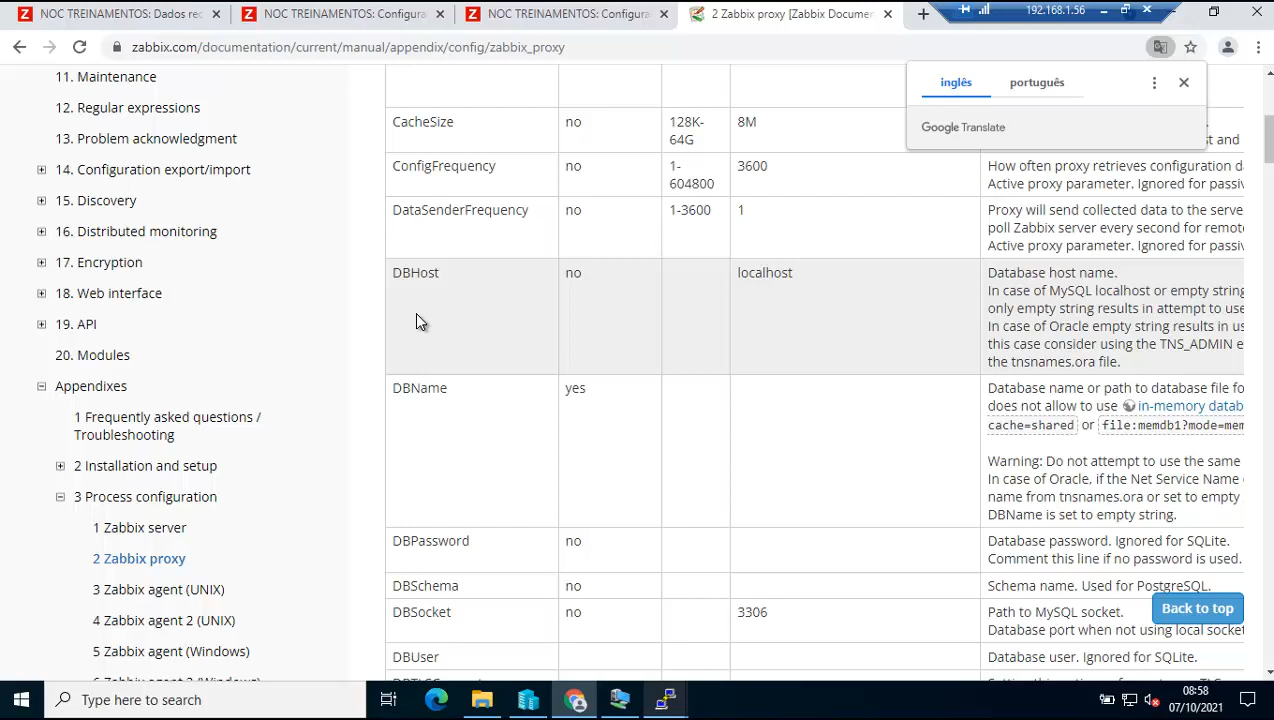 NOC TREINAMENTOS: Dados rec
NOC TREINAMENTOS: Configura
NOC TREINAMENTOS: Configura
2 Zabbix proxy [Zabbix Documen
192.168.1.56
zabbix.com/documentation/current/manual/appendix/config/zabbix_proxy
inglês
português
Google Translate
11. Maintenance
12. Regular expressions
13. Problem acknowledgment
14. Configuration export/import
15. Discovery
16. Distributed monitoring
17. Encryption
18. Web interface
19. API
20. Modules
Appendixes
1 Frequently asked questions /
Troubleshooting
2 Installation and setup
3 Process configuration
1 Zabbix server
2 Zabbix proxy
3 Zabbix agent (UNIX)
4 Zabbix agent 2 (UNIX)
5 Zabbix agent (Windows)
CacheSize no 128K- 8M
64G st and
ConfigFrequency no 1- 3600 How often proxy retrieves configuration da
604800 Active proxy parameter. Ignored for passiv
DataSenderFrequency no 1-3600 1 Proxy will send collected data to the server
poll Zabbix server every second for remote
Active proxy parameter. Ignored for passiv
DBHost no localhost Database host name.
In case of MySQL localhost or empty string
only empty string results in attempt to use
In case of Oracle empty string results in us
this case consider using the TNS_ADMIN e
the tnsnames.ora file.
DBName yes Database name or path to database file fo
does not allow to use in-memory datab
cache=shared or file:memdb1?mode=mem
Warning: Do not attempt to use the same
In case of Oracle, if the Net Service Name
name from tnsnames.ora or set to empty
DBName is set to empty string.
DBPassword no Database password. Ignored for SQLite.
Comment this line if no password is used.
DBSchema no Schema name. Used for PostgreSQL.
DBSocket no 3306 Path to MySQL socket.
Database port when not using local socket
DBUser Database user. Ignored for SQLite.
Back to top
Type here to search
08:58
07/10/2021